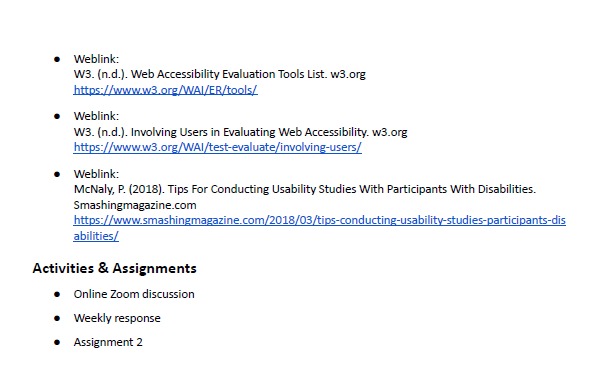 ● Weblink:
W3. (n.d.). Web Accessibility Evaluation Tools List. w3.org
https://www.w3.org/WAI/ER/tools/
● Weblink:
W3. (n.d.). Involving Users in Evaluating Web Accessibility. w3.org
https://www.w3.org/WAI/test-evaluate/involving-users/
● Weblink:
McNaly, P. (2018). Tips For Conducting Usability Studies With Participants With Disabilities.
Smashingmagazine.com
https://www.smashingmagazine.com/2018/03/tips-conducting-usability-studies-participants-dis
abilities/
Activities & Assignments
● Online Zoom discussion
● Weekly response
● Assignment 2